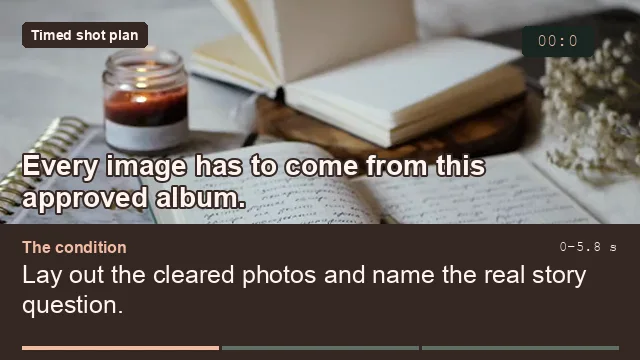 Timed shot plan
00:0
Every image has to come from this
approved album.
The condition
0–5.8 s
Lay out the cleared photos and name the real story
question.